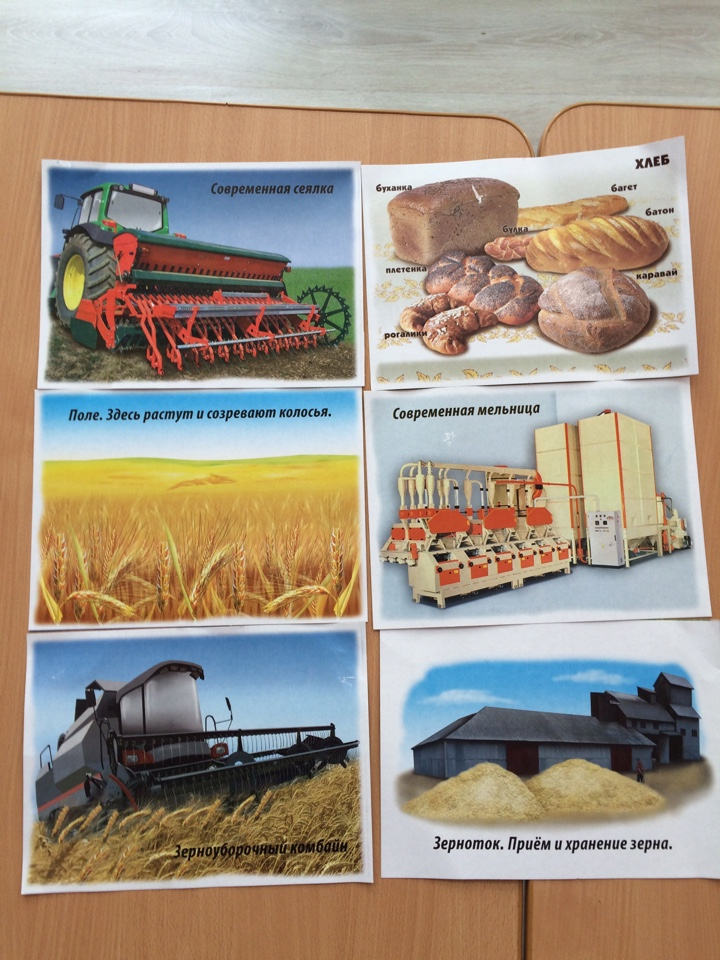 Современная сеялка
ХЛЕБ
буханка
багет
батон
булка
плетенка
каравай
рогалики
Поле. Здесь растут и созревают колосья.
Современная мельница
Зерноуборочный комбайн
Зерноток. Приём и хранение зерна.